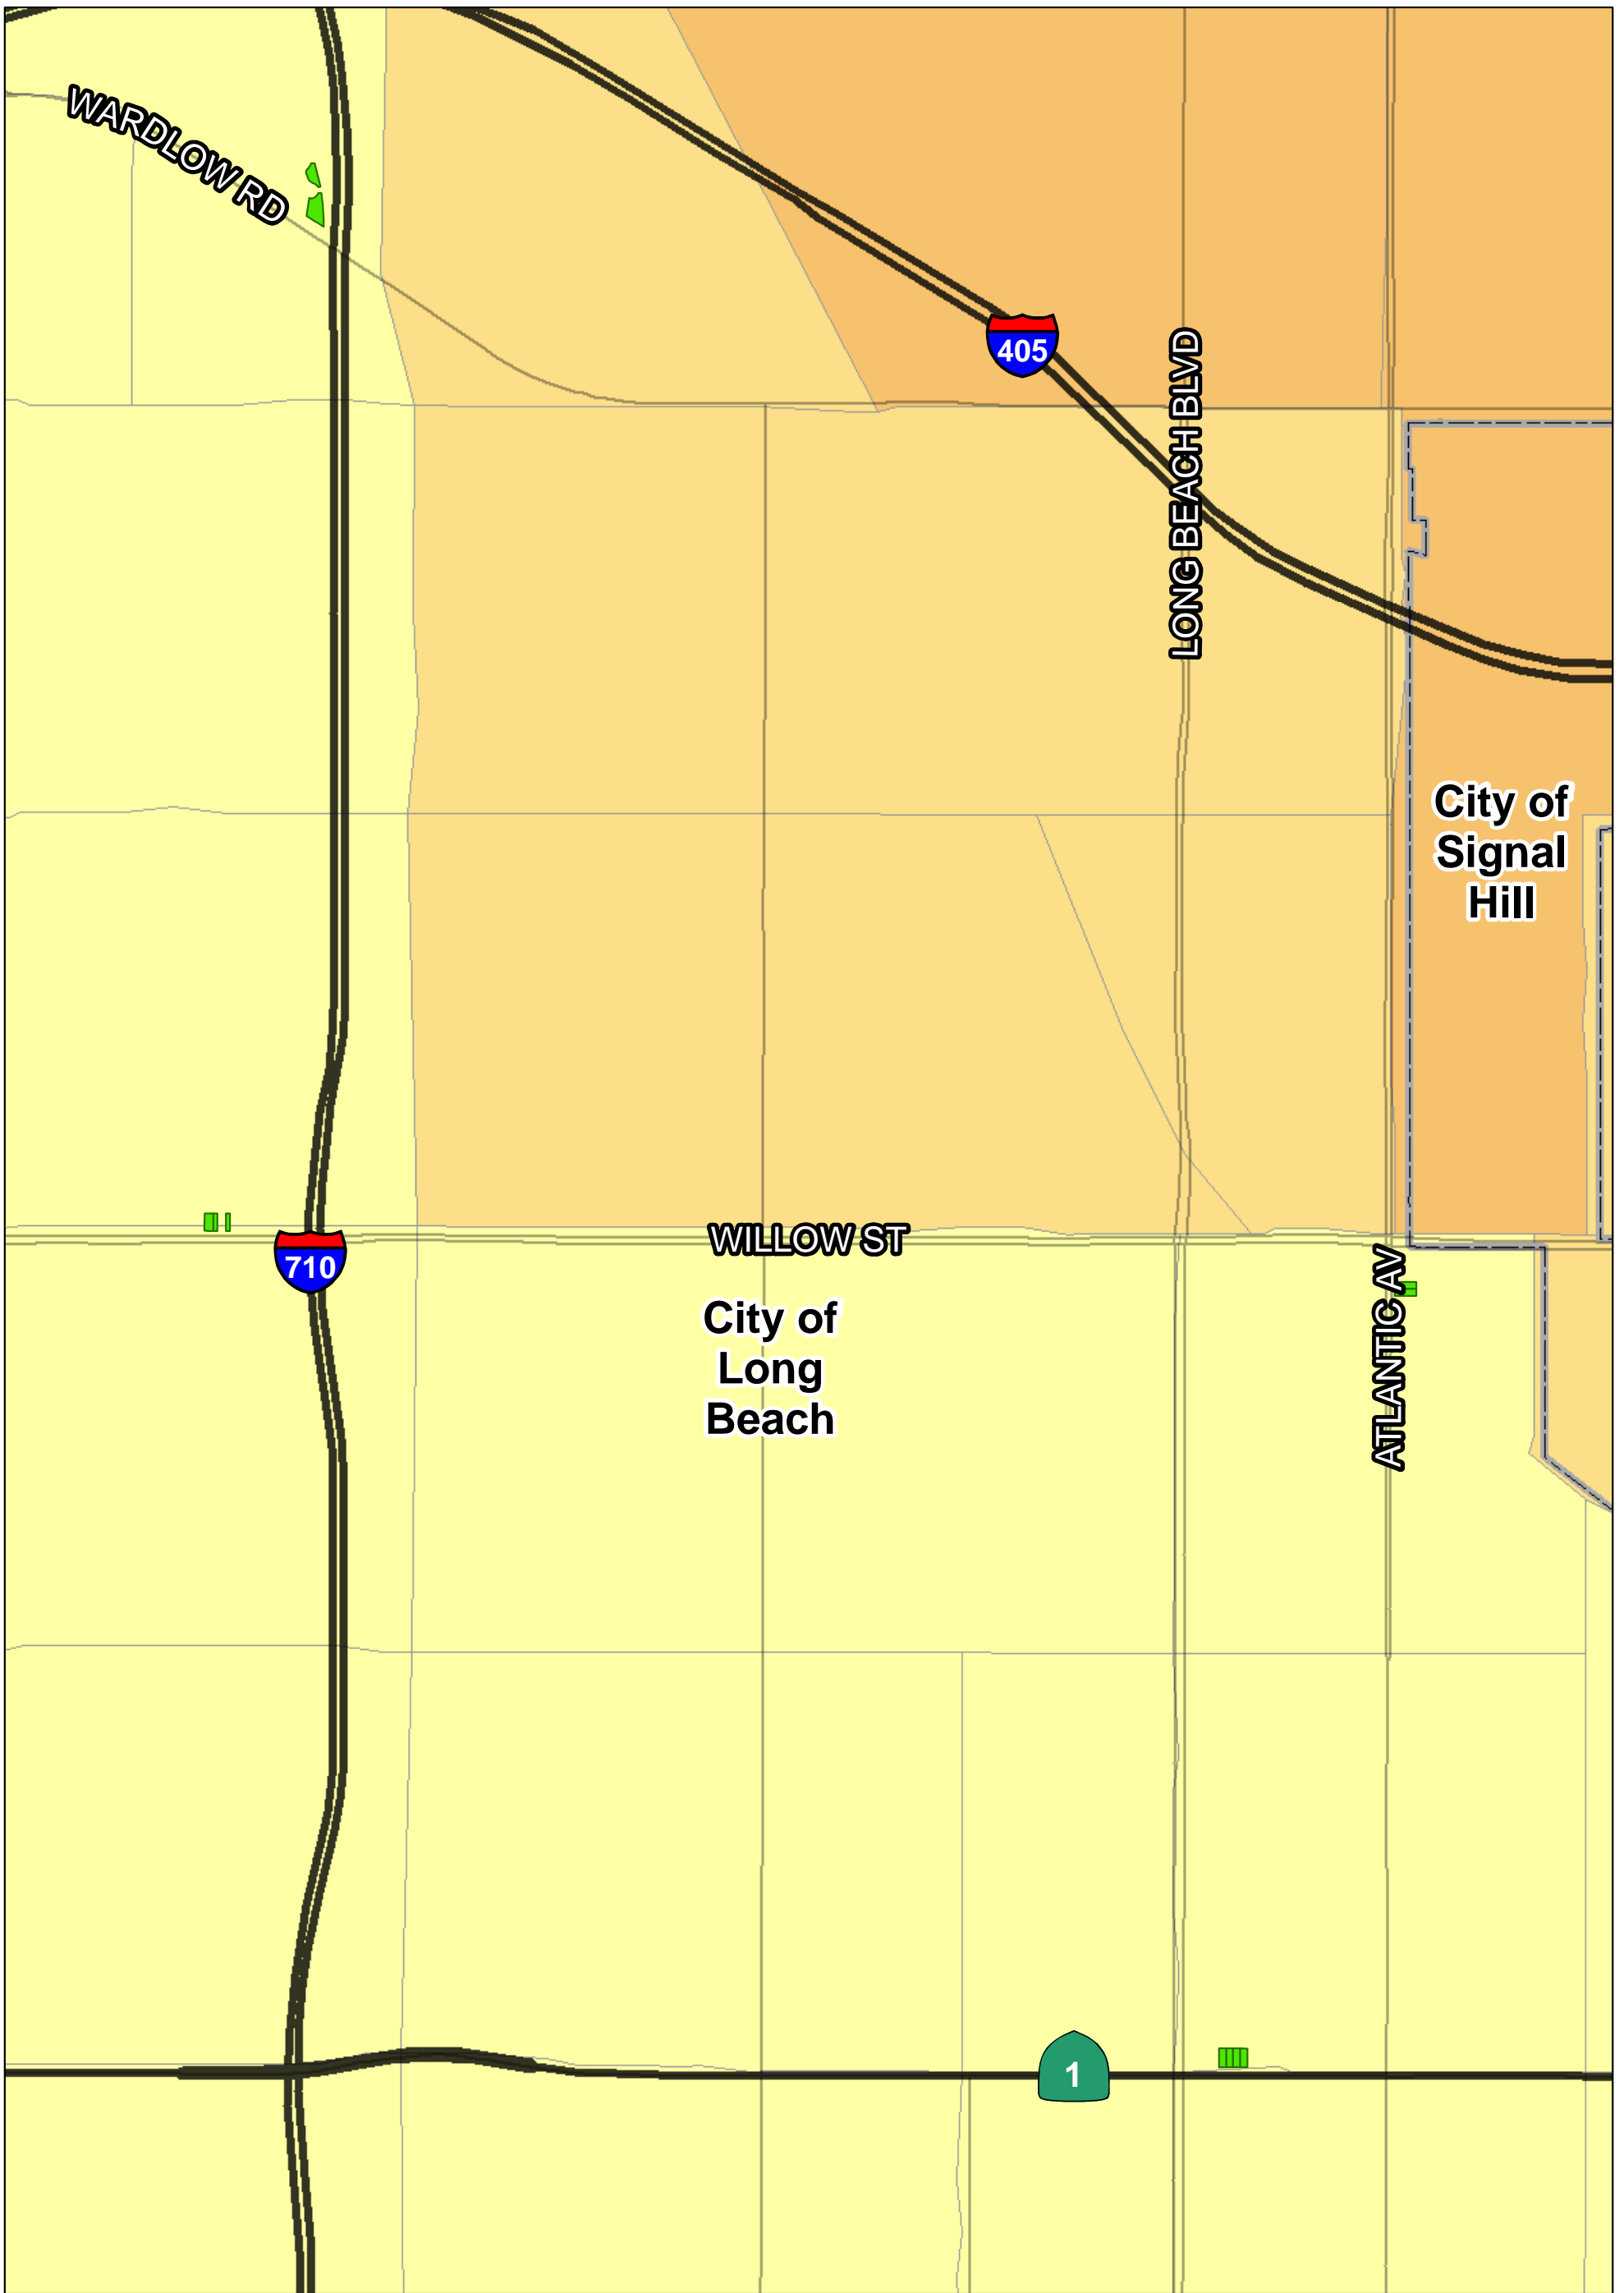 WARDLOW RD
405
LONG BEACH BLVD
City of
Signal
Hill
WILLOW ST
710
City of
Long
Beach
ATLANTIC AV
1